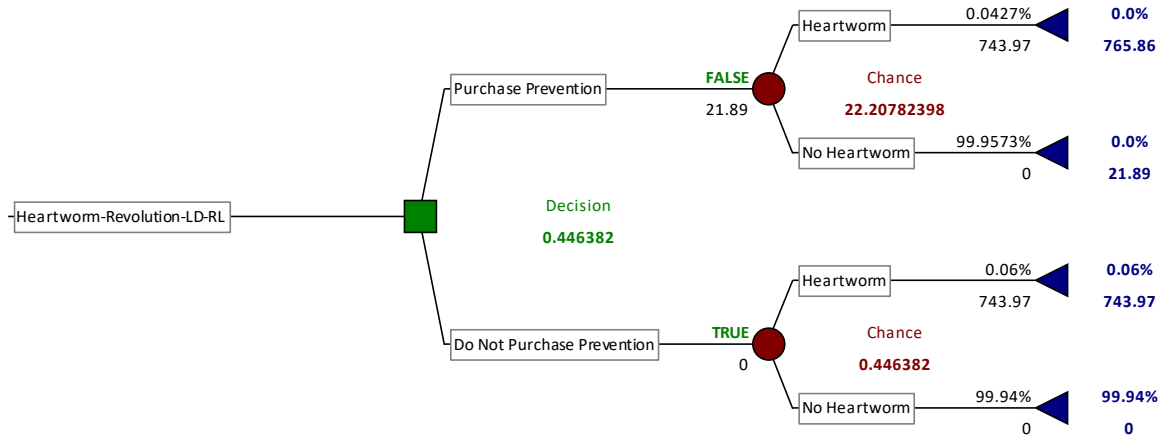 Heartworm 0.0427% 0.0%
743.97 765.86
Purchase Prevention FALSE Chance
21.89 22.20782398
No Heartworm 99.9573% 0.0%
0 21.89
Heartworm-Revolution-LD-RL Decision
0.446382
Heartworm 0.06% 0.06%
743.97 743.97
Do Not Purchase Prevention TRUE Chance
0 0.446382
No Heartworm 99.94% 99.94%
0 0